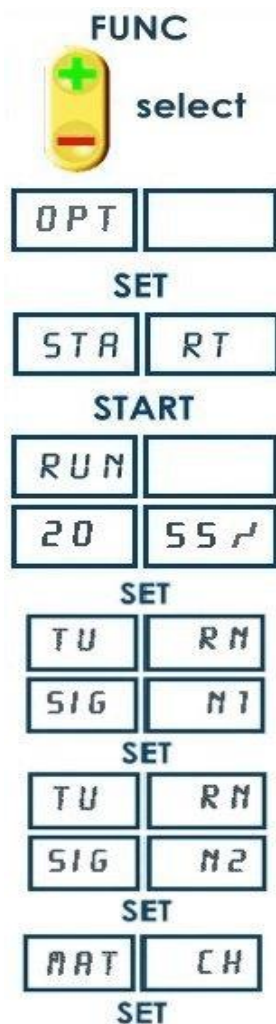 FUNC
+
select
-
OPT
SET
STA RT
START
RUN
20 55
SET
TU RN
SIG N1
SET
TU RN
SIG N2
SET
MAT CH
SET